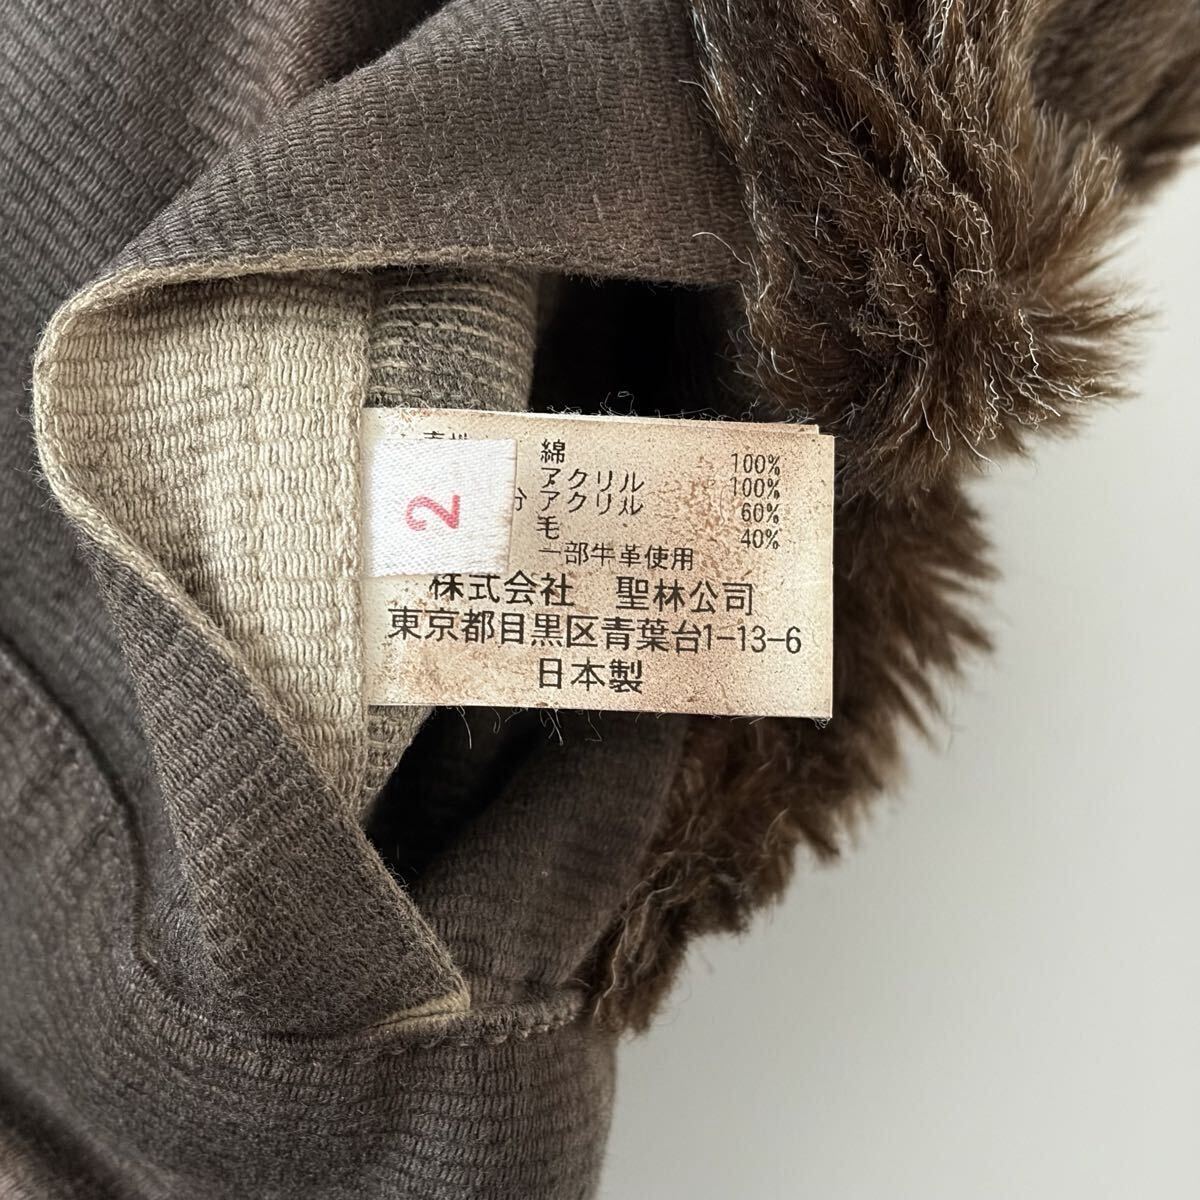 綿 100%
アクリル 100%
分 アクリル 60%
毛 40%
一部牛革使用
株式会社 聖林公司
東京都目黒区青葉台1-13-6
日本製
2